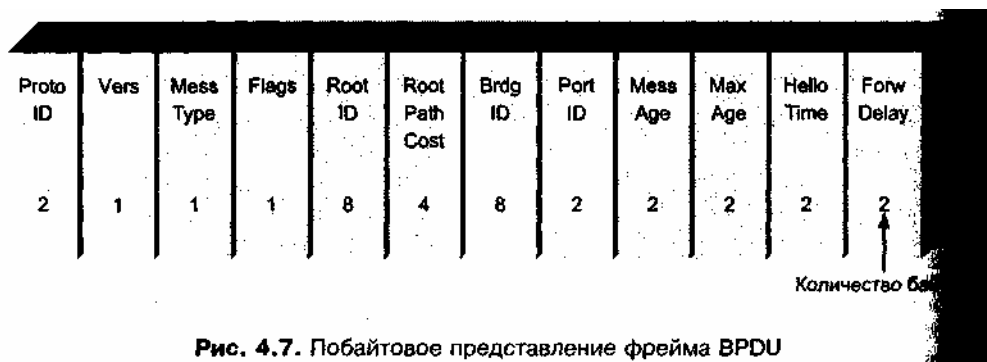 Proto ID
Vers
Mess Type
Flags
Root ID
Root Path Cost
Brdg ID
Port ID
Mess Age
Max Age
Hello Time
Forw Delay
2 1 1 1 8 4 8 2 2 2 2 2
Количество
Рис. 4.7. Побайтовое представление фрейма BPDU